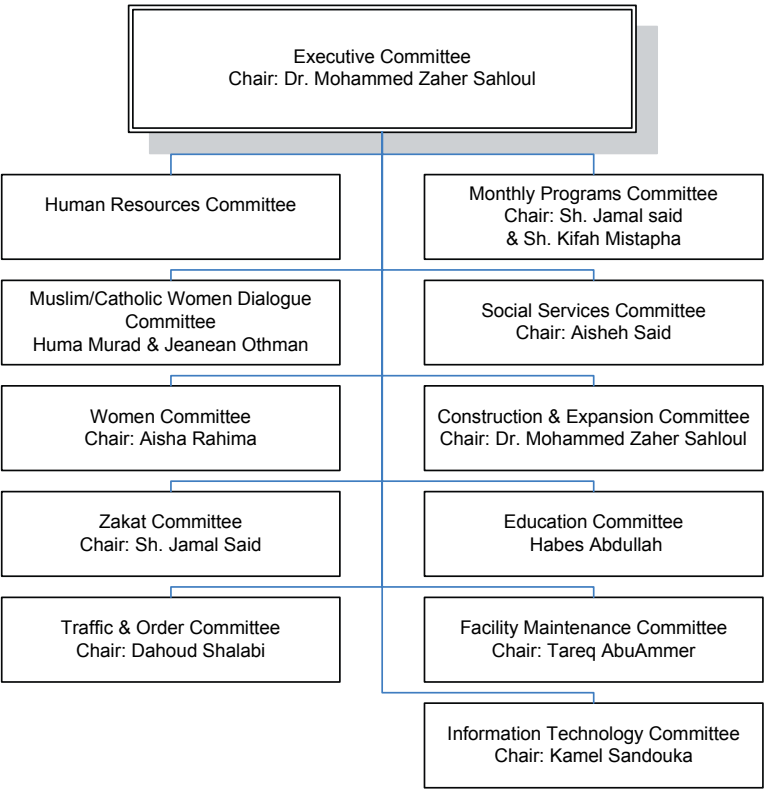 Executive Committee
Chair: Dr. Mohammed Zaher Sahloul
Human Resources Committee
Monthly Programs Committee
Chair: Sh. Jamal said
& Sh. Kifah Mistapha
Muslim/Catholic Women Dialogue
Committee
Huma Murad & Jeanean Othman
Social Services Committee
Chair: Aisheh Said
Women Committee
Chair: Aisha Rahima
Construction & Expansion Committee
Chair: Dr. Mohammed Zaher Sahloul
Zakat Committee
Chair: Sh. Jamal Said
Education Committee
Habes Abdullah
Traffic & Order Committee
Chair: Dahoud Shalabi
Facility Maintenance Committee
Chair: Tareq AbuAmmer
Information Technology Committee
Chair: Kamel Sandouka